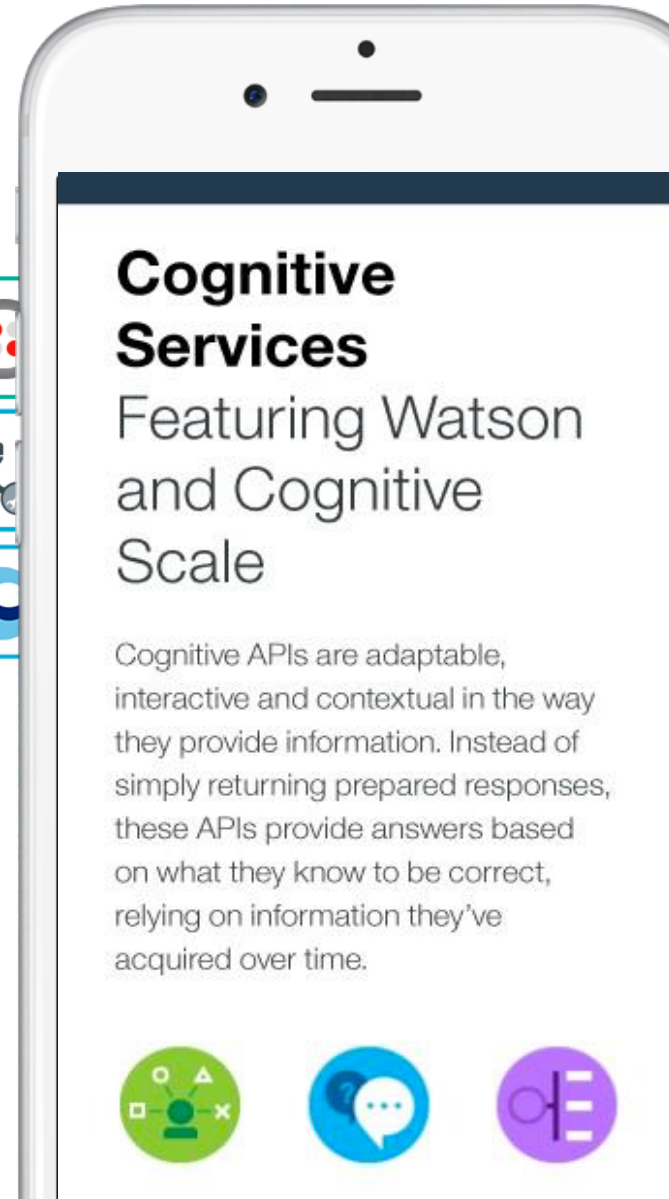 Cognitive
Services
Featuring Watson
and Cognitive
Scale
Cognitive APIs are adaptable,
interactive and contextual in the way
they provide information. Instead of
simply returning prepared responses,
these APIs provide answers based
on what they know to be correct,
relying on information they’ve
acquired over time.
?